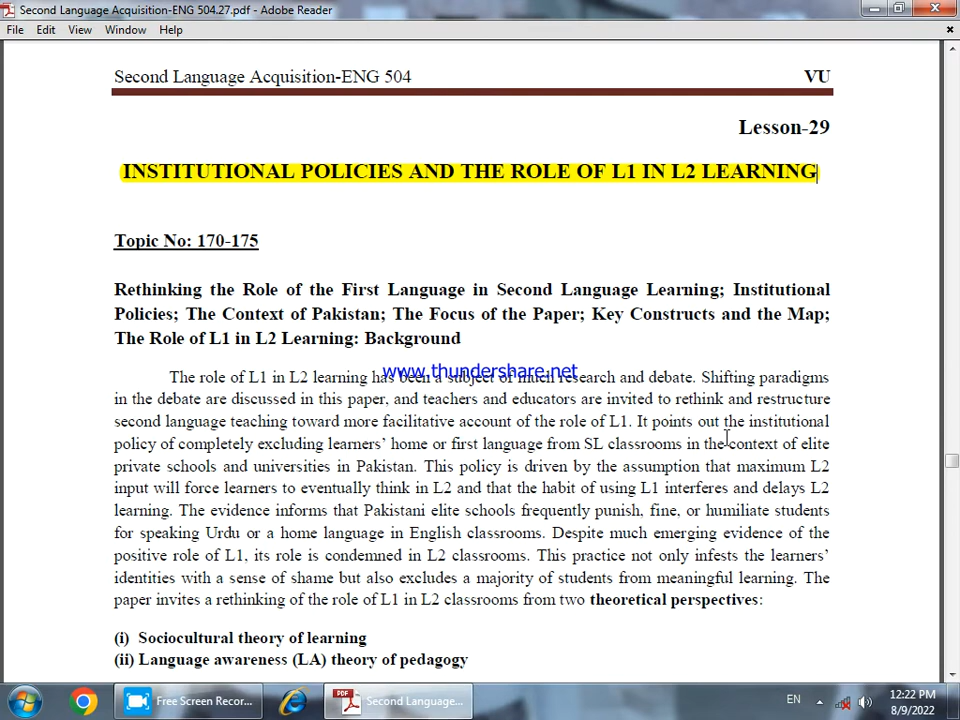 Second Language Acquisition-ENG 504.27.pdf - Adobe Reader
File Edit View Window Help
Second Language Acquisition-ENG 504 VU
Lesson-29
INSTITUTIONAL POLICIES AND THE ROLE OF L1 IN L2 LEARNING
Topic No: 170-175
Rethinking the Role of the First Language in Second Language Learning; Institutional
Policies; The Context of Pakistan; The Focus of the Paper; Key Constructs and the Map;
The Role of L1 in L2 Learning: Background
www.thundershare.net
The role of L1 in L2 learning has been a subject of much research and debate. Shifting paradigms
in the debate are discussed in this paper, and teachers and educators are invited to rethink and restructure
second language teaching toward more facilitative account of the role of L1. It points out the institutional
policy of completely excluding learners' home or first language from SL classrooms in the context of elite
private schools and universities in Pakistan. This policy is driven by the assumption that maximum L2
input will force learners to eventually think in L2 and that the habit of using L1 interferes and delays L2
learning. The evidence informs that Pakistani elite schools frequently punish, fine, or humiliate students
for speaking Urdu or a home language in English classrooms. Despite much emerging evidence of the
positive role of L1, its role is condemned in L2 classrooms. This practice not only infests the learners'
identities with a sense of shame but also excludes a majority of students from meaningful learning. The
paper invites a rethinking of the role of L1 in L2 classrooms from two theoretical perspectives:
(i) Sociocultural theory of learning
(ii) Language awareness (LA) theory of pedagogy
Free Screen Recor... Second Language... EN 12:22 PM
8/9/2022